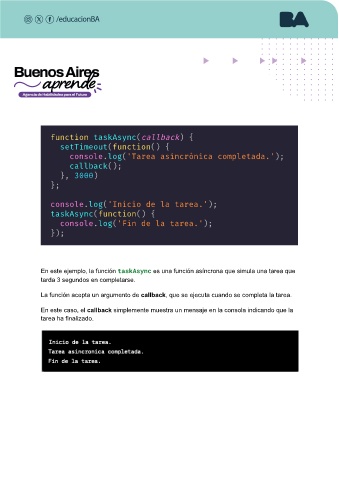 /educacionBA
BA
Buenos Aires
aprende
Agencia de Habilidades para el Futuro
function taskAsync(callback) {
  setTimeout(function() {
    console.log('Tarea asincrónica completada.');
    callback();
  }, 3000)
};
console.log('Inicio de la tarea.');
taskAsync(function() {
  console.log('Fin de la tarea.');
});
En este ejemplo, la función taskAsync es una función asíncrona que simula una tarea que
tarda 3 segundos en completarse.
La función acepta un argumento de callback, que se ejecuta cuando se completa la tarea.
En este caso, el callback simplemente muestra un mensaje en la consola indicando que la
tarea ha finalizado.
Inicio de la tarea.
Tarea asincronica completada.
Fin de la tarea.